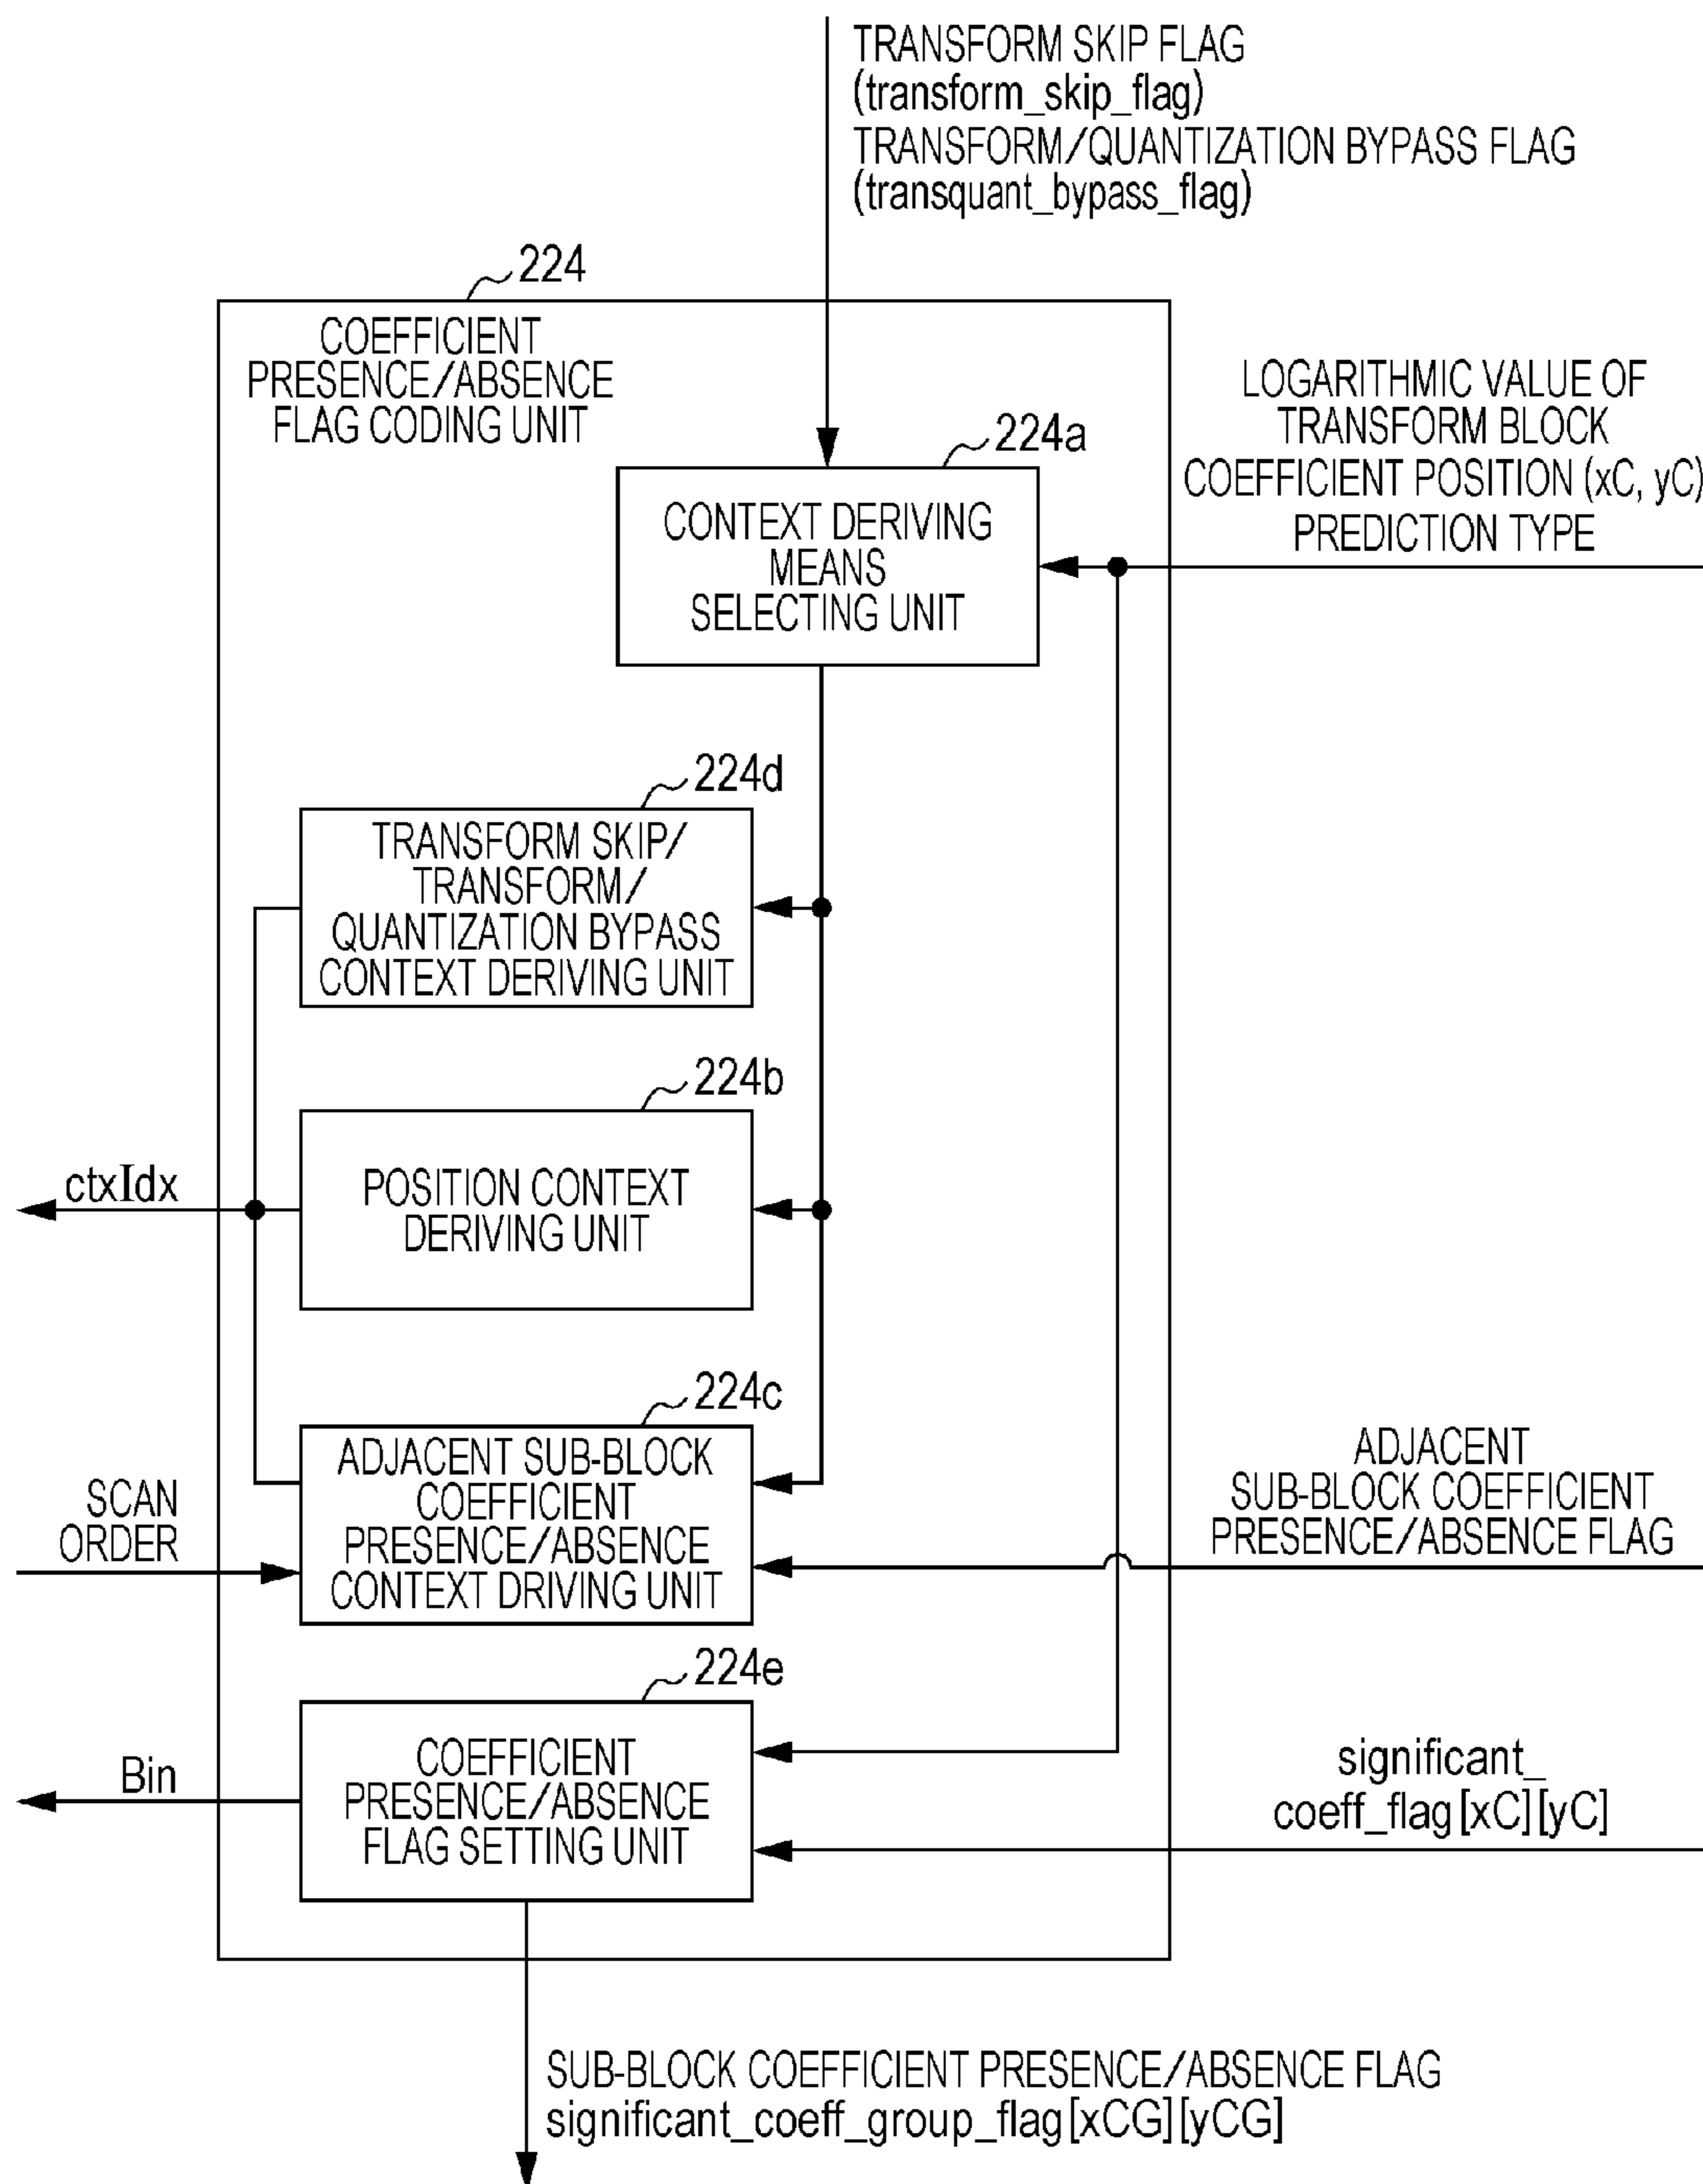 TRANSFORM SKIP FLAG
(transform_skip_flag)
TRANSFORM/QUANTIZATION BYPASS FLAG
(transquant_bypass_flag)
224
COEFFICIENT
PRESENCE/ABSENCE
FLAG CODING UNIT
LOGARITHMIC VALUE OF
TRANSFORM BLOCK
COEFFICIENT POSITION (xC, yC)
PREDICTION TYPE
224a
CONTEXT DERIVING
MEANS
SELECTING UNIT
224d
TRANSFORM SKIP/
TRANSFORM/
QUANTIZATION BYPASS
CONTEXT DERIVING UNIT
224b
POSITION CONTEXT
DERIVING UNIT
ctxIdx
224c
ADJACENT SUB-BLOCK
COEFFICIENT
PRESENCE/ABSENCE
CONTEXT DRIVING UNIT
SCAN
ORDER
ADJACENT
SUB-BLOCK COEFFICIENT
PRESENCE/ABSENCE FLAG
224e
COEFFICIENT
PRESENCE/ABSENCE
FLAG SETTING UNIT
Bin
significant_
coeff_flag[xC][yC]
SUB-BLOCK COEFFICIENT PRESENCE/ABSENCE FLAG
significant_coeff_group_flag[xCG][yCG]